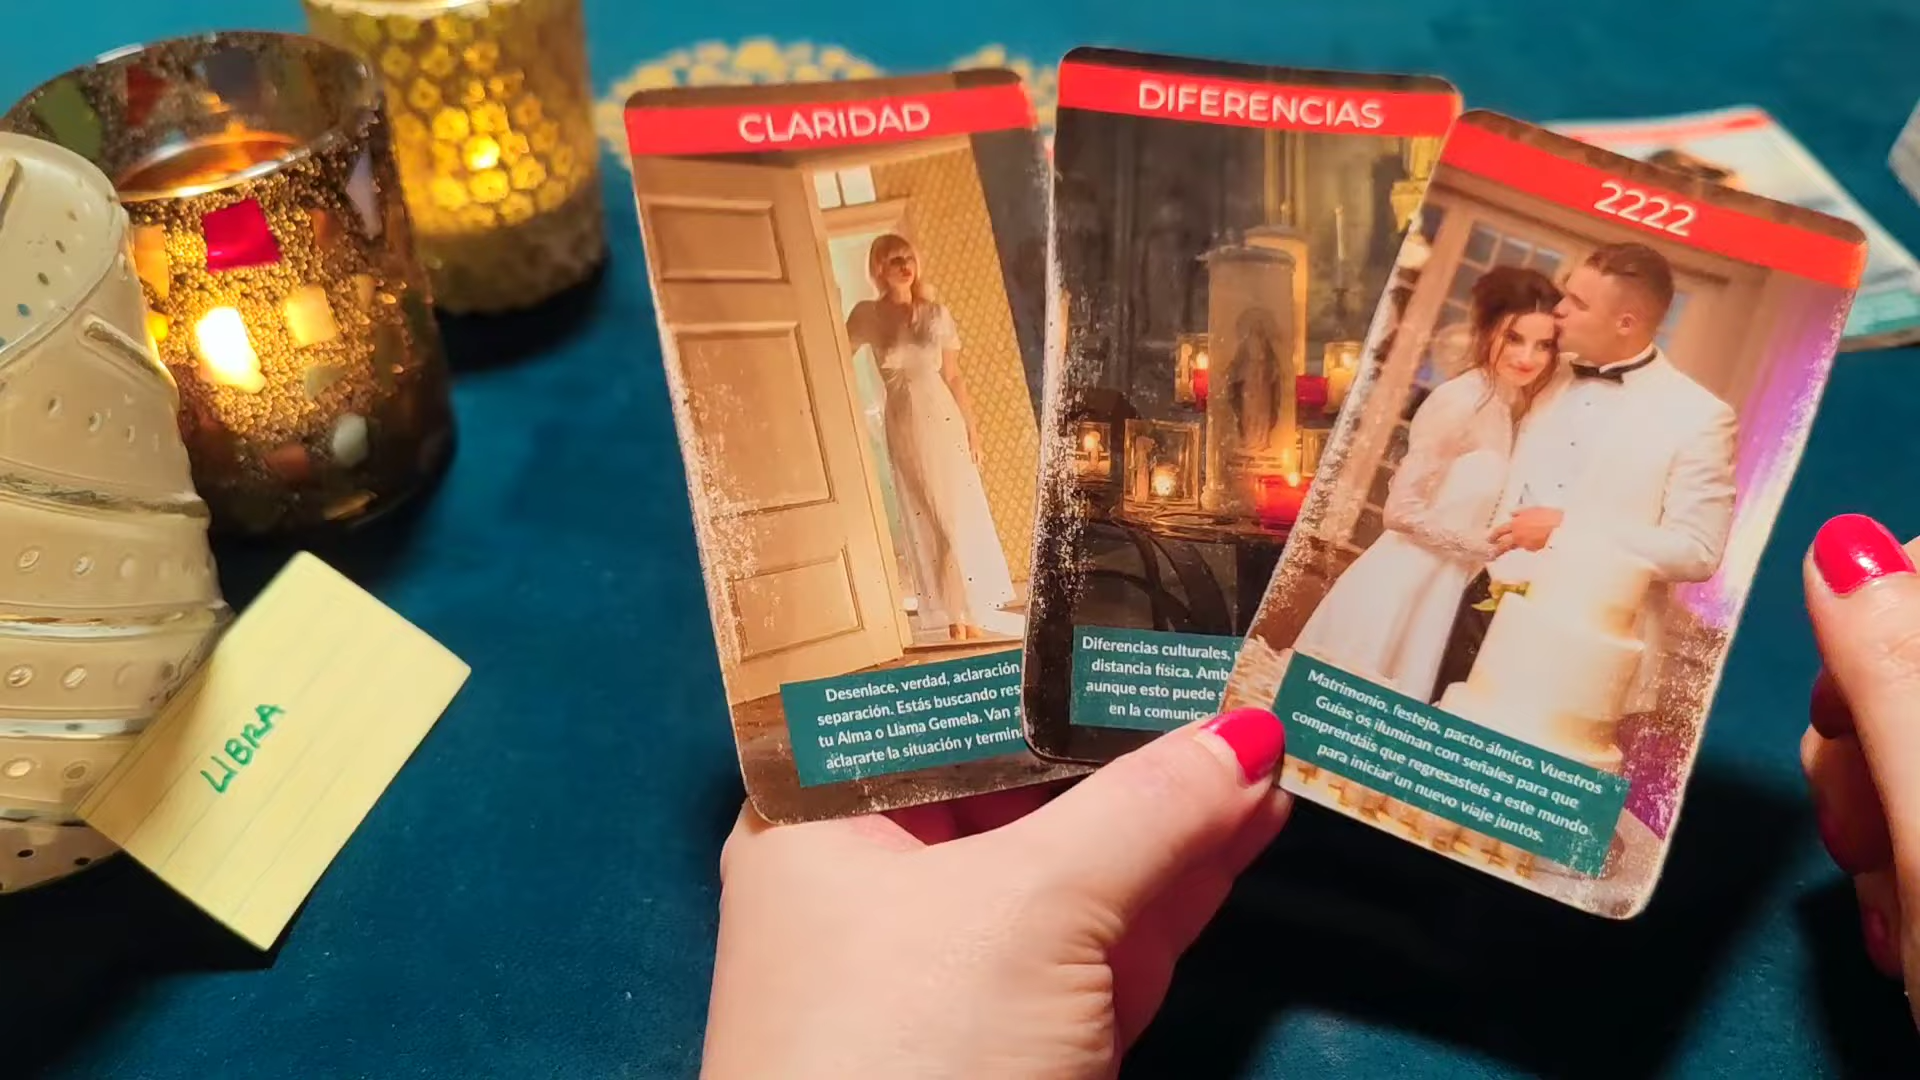 CLARIDAD
Desenlace, verdad, aclaración
separación. Estás buscando res
tu Alma o Llama Gemela. Van a
aclararte la situación y termina
DIFERENCIAS
Diferencias culturales,
distancia física. Amb
aunque esto puede
en la comunicac
2222
Matrimonio, festejo, pacto álmico. Vuestros
Guías os iluminan con señales para que
comprendáis que regresasteis a este mundo
para iniciar un nuevo viaje juntos.
LIBRA